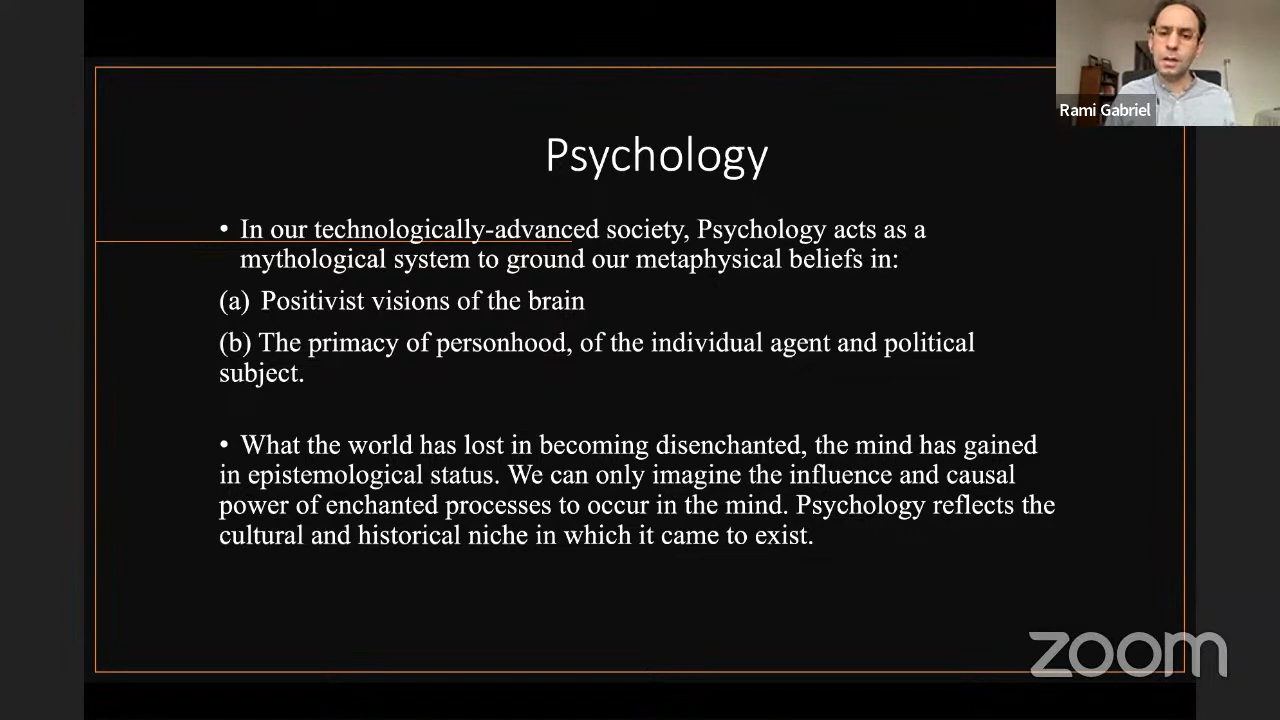 Rami Gabriel
Psychology
• In our technologically-advanced society, Psychology acts as a
mythological system to ground our metaphysical beliefs in:
(a) Positivist visions of the brain
(b) The primacy of personhood, of the individual agent and political
subject.
• What the world has lost in becoming disenchanted, the mind has gained
in epistemological status. We can only imagine the influence and causal
power of enchanted processes to occur in the mind. Psychology reflects the
cultural and historical niche in which it came to exist.
zoom